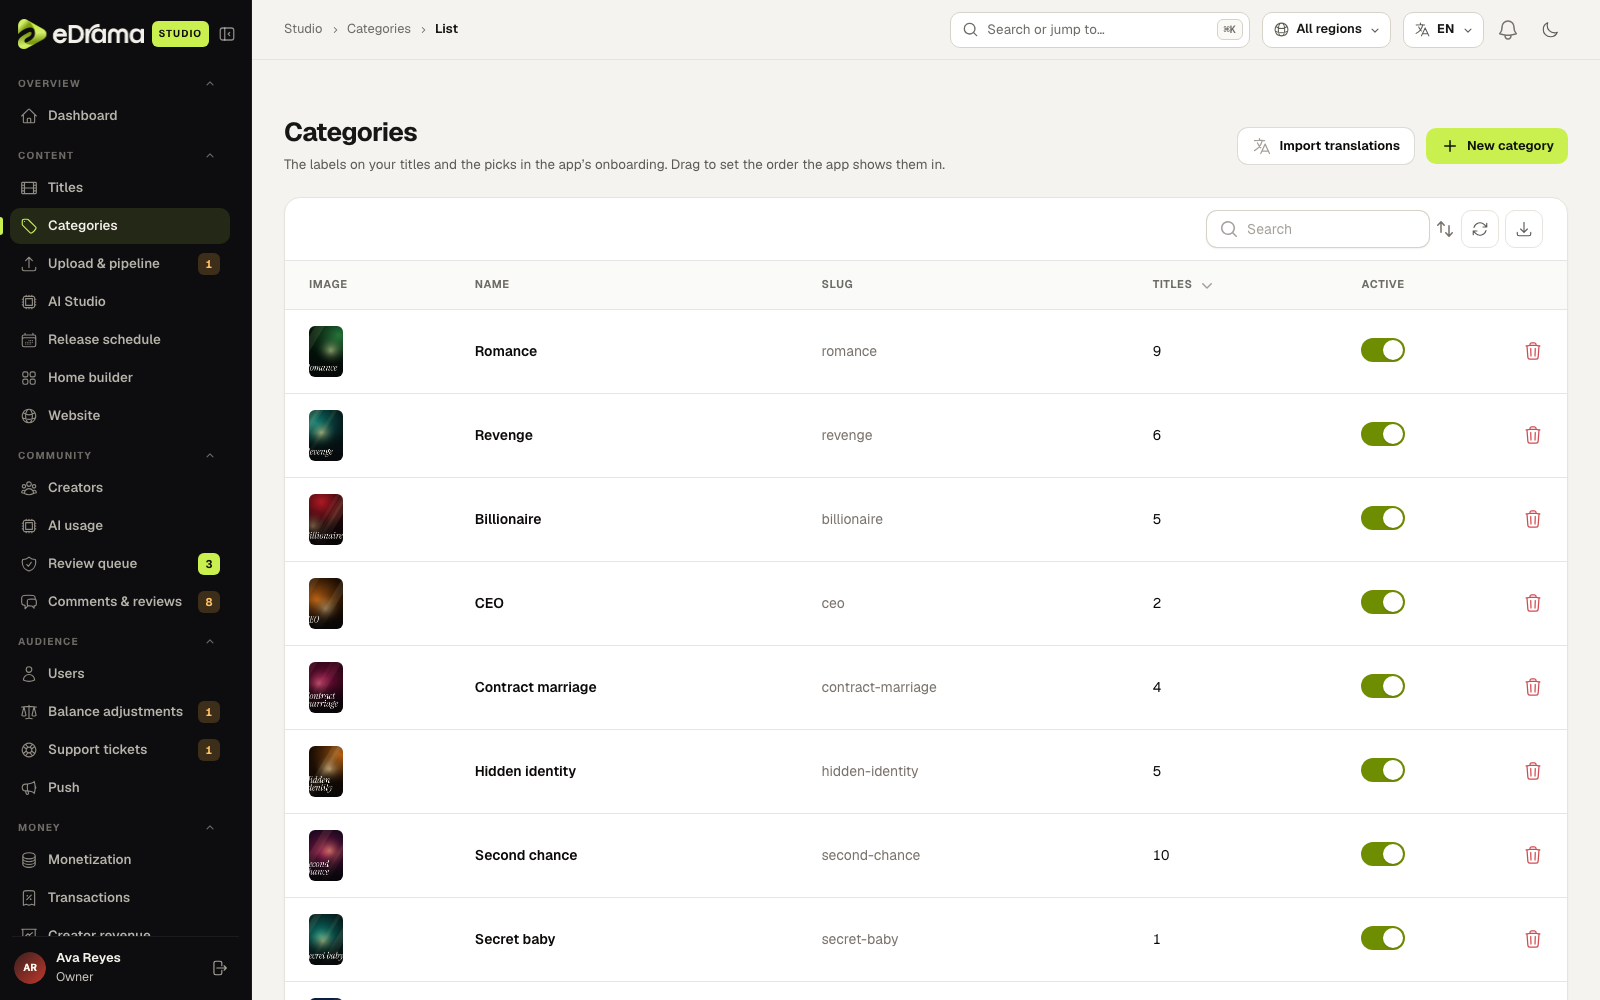 eDrama STUDIO
OVERVIEW
Dashboard
CONTENT
Titles
Categories
Upload & pipeline 1
AI Studio
Release schedule
Home builder
Website
COMMUNITY
Creators
AI usage
Review queue 3
Comments & reviews 8
AUDIENCE
Users
Balance adjustments 1
Support tickets 1
Push
MONEY
Monetization
Transactions
Creator revenue
AR Ava Reyes
Owner
Studio › Categories › List
Search or jump to… ⌘K
All regions
EN
Categories
The labels on your titles and the picks in the app’s onboarding. Drag to set the order the app shows them in.
Import translations
New category
Search
IMAGE NAME SLUG TITLES ACTIVE
Romance romance 9
Revenge revenge 6
Billionaire billionaire 5
CEO ceo 2
Contract marriage contract-marriage 4
Hidden identity hidden-identity 5
Second chance second-chance 10
Secret baby secret-baby 1